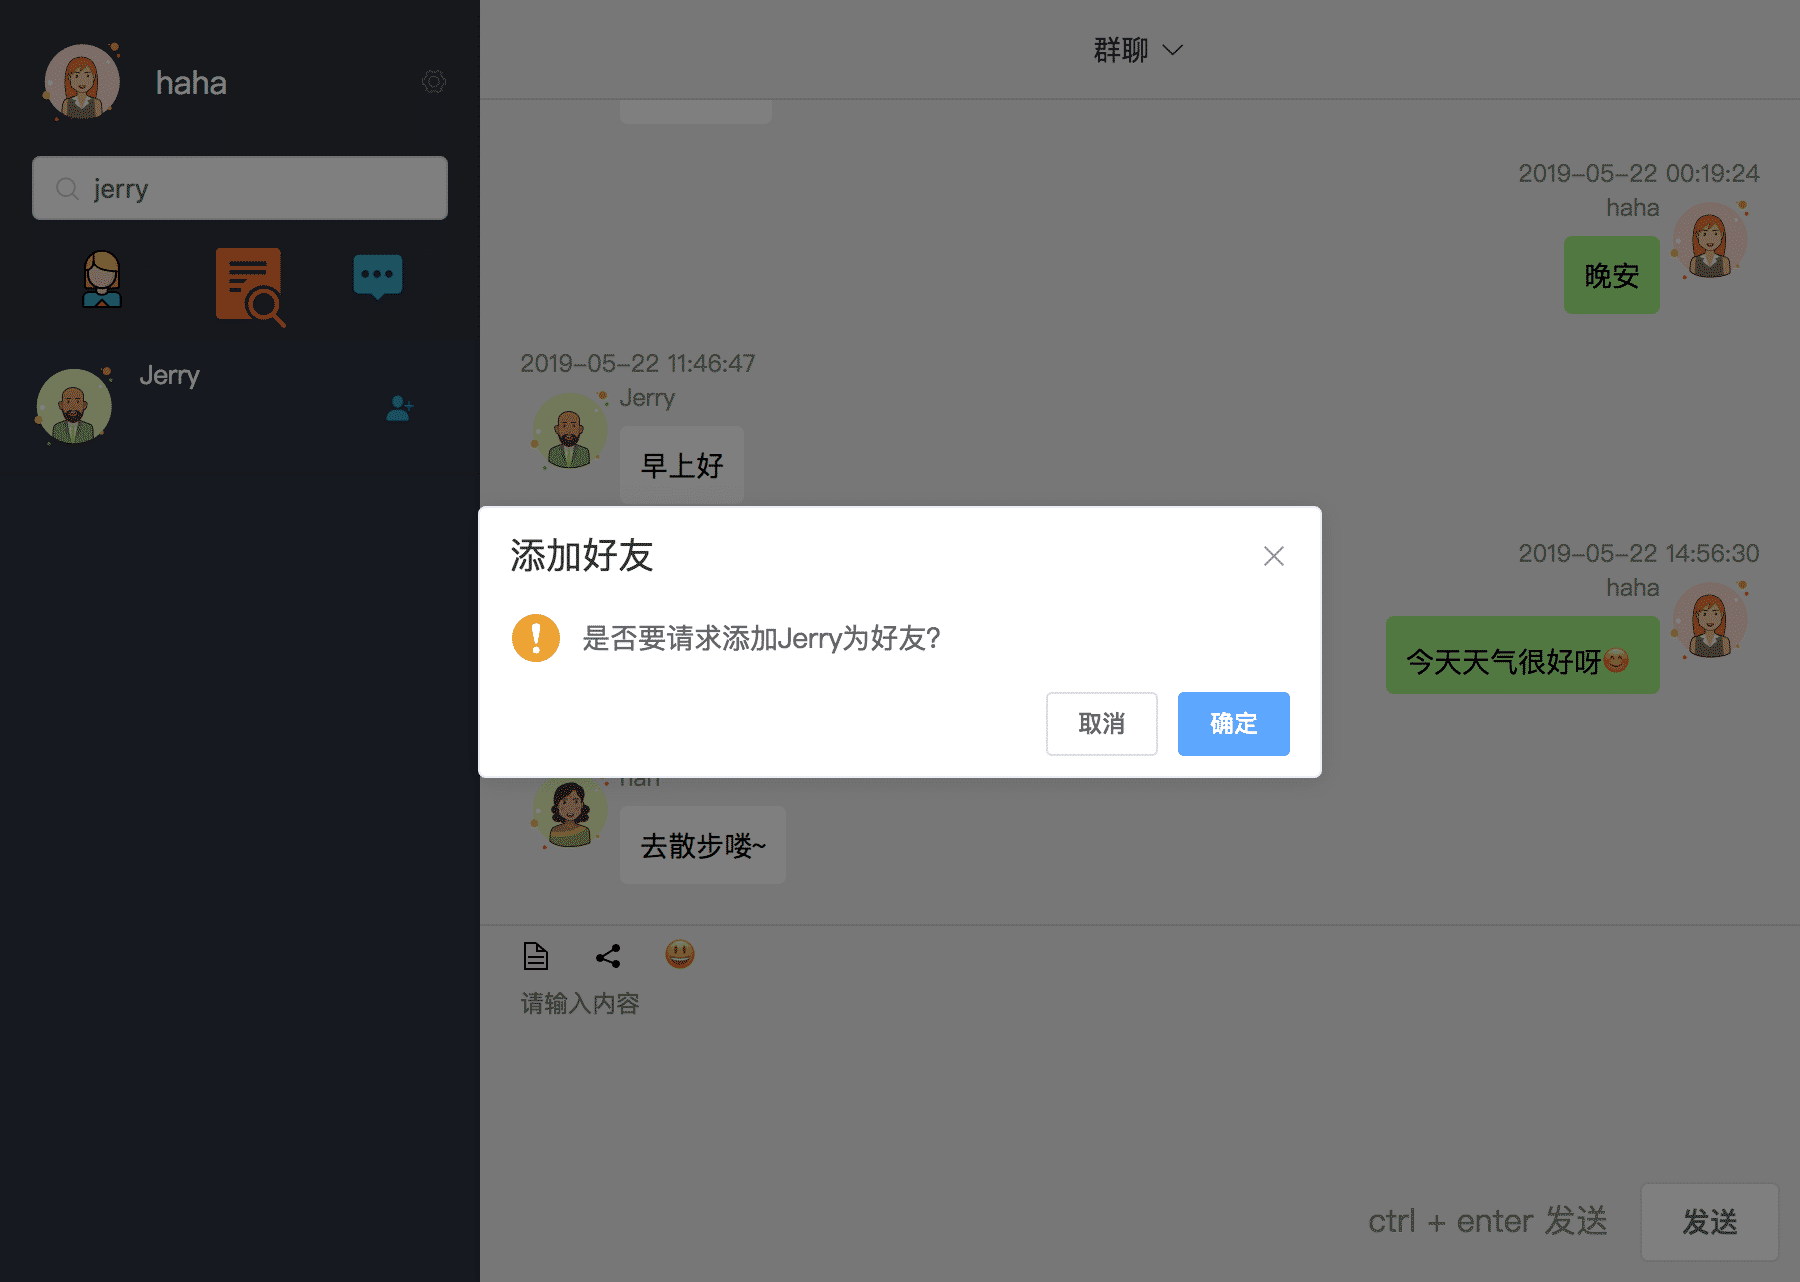 haha
jerry
Jerry
群聊
2019-05-22 00:19:24
haha
晚安
2019-05-22 11:46:47
Jerry
早上好
添加好友
是否要请求添加Jerry为好友?
取消
确定
2019-05-22 14:56:30
haha
今天天气很好呀😊
去散步喽~
请输入内容
ctrl + enter 发送
发送